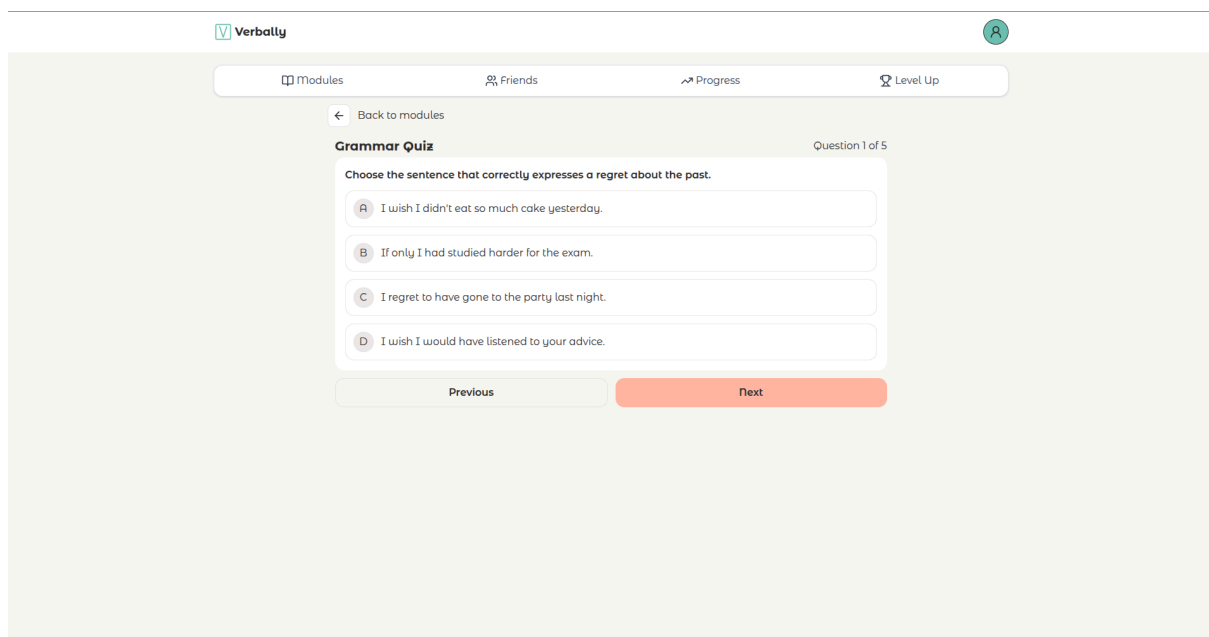 V Verbally
Modules Friends Progress Level Up
Back to modules
Grammar Quiz Question 1 of 5
Choose the sentence that correctly expresses a regret about the past.
A I wish I didn't eat so much cake yesterday.
B If only I had studied harder for the exam.
C I regret to have gone to the party last night.
D I wish I would have listened to your advice.
Previous Next